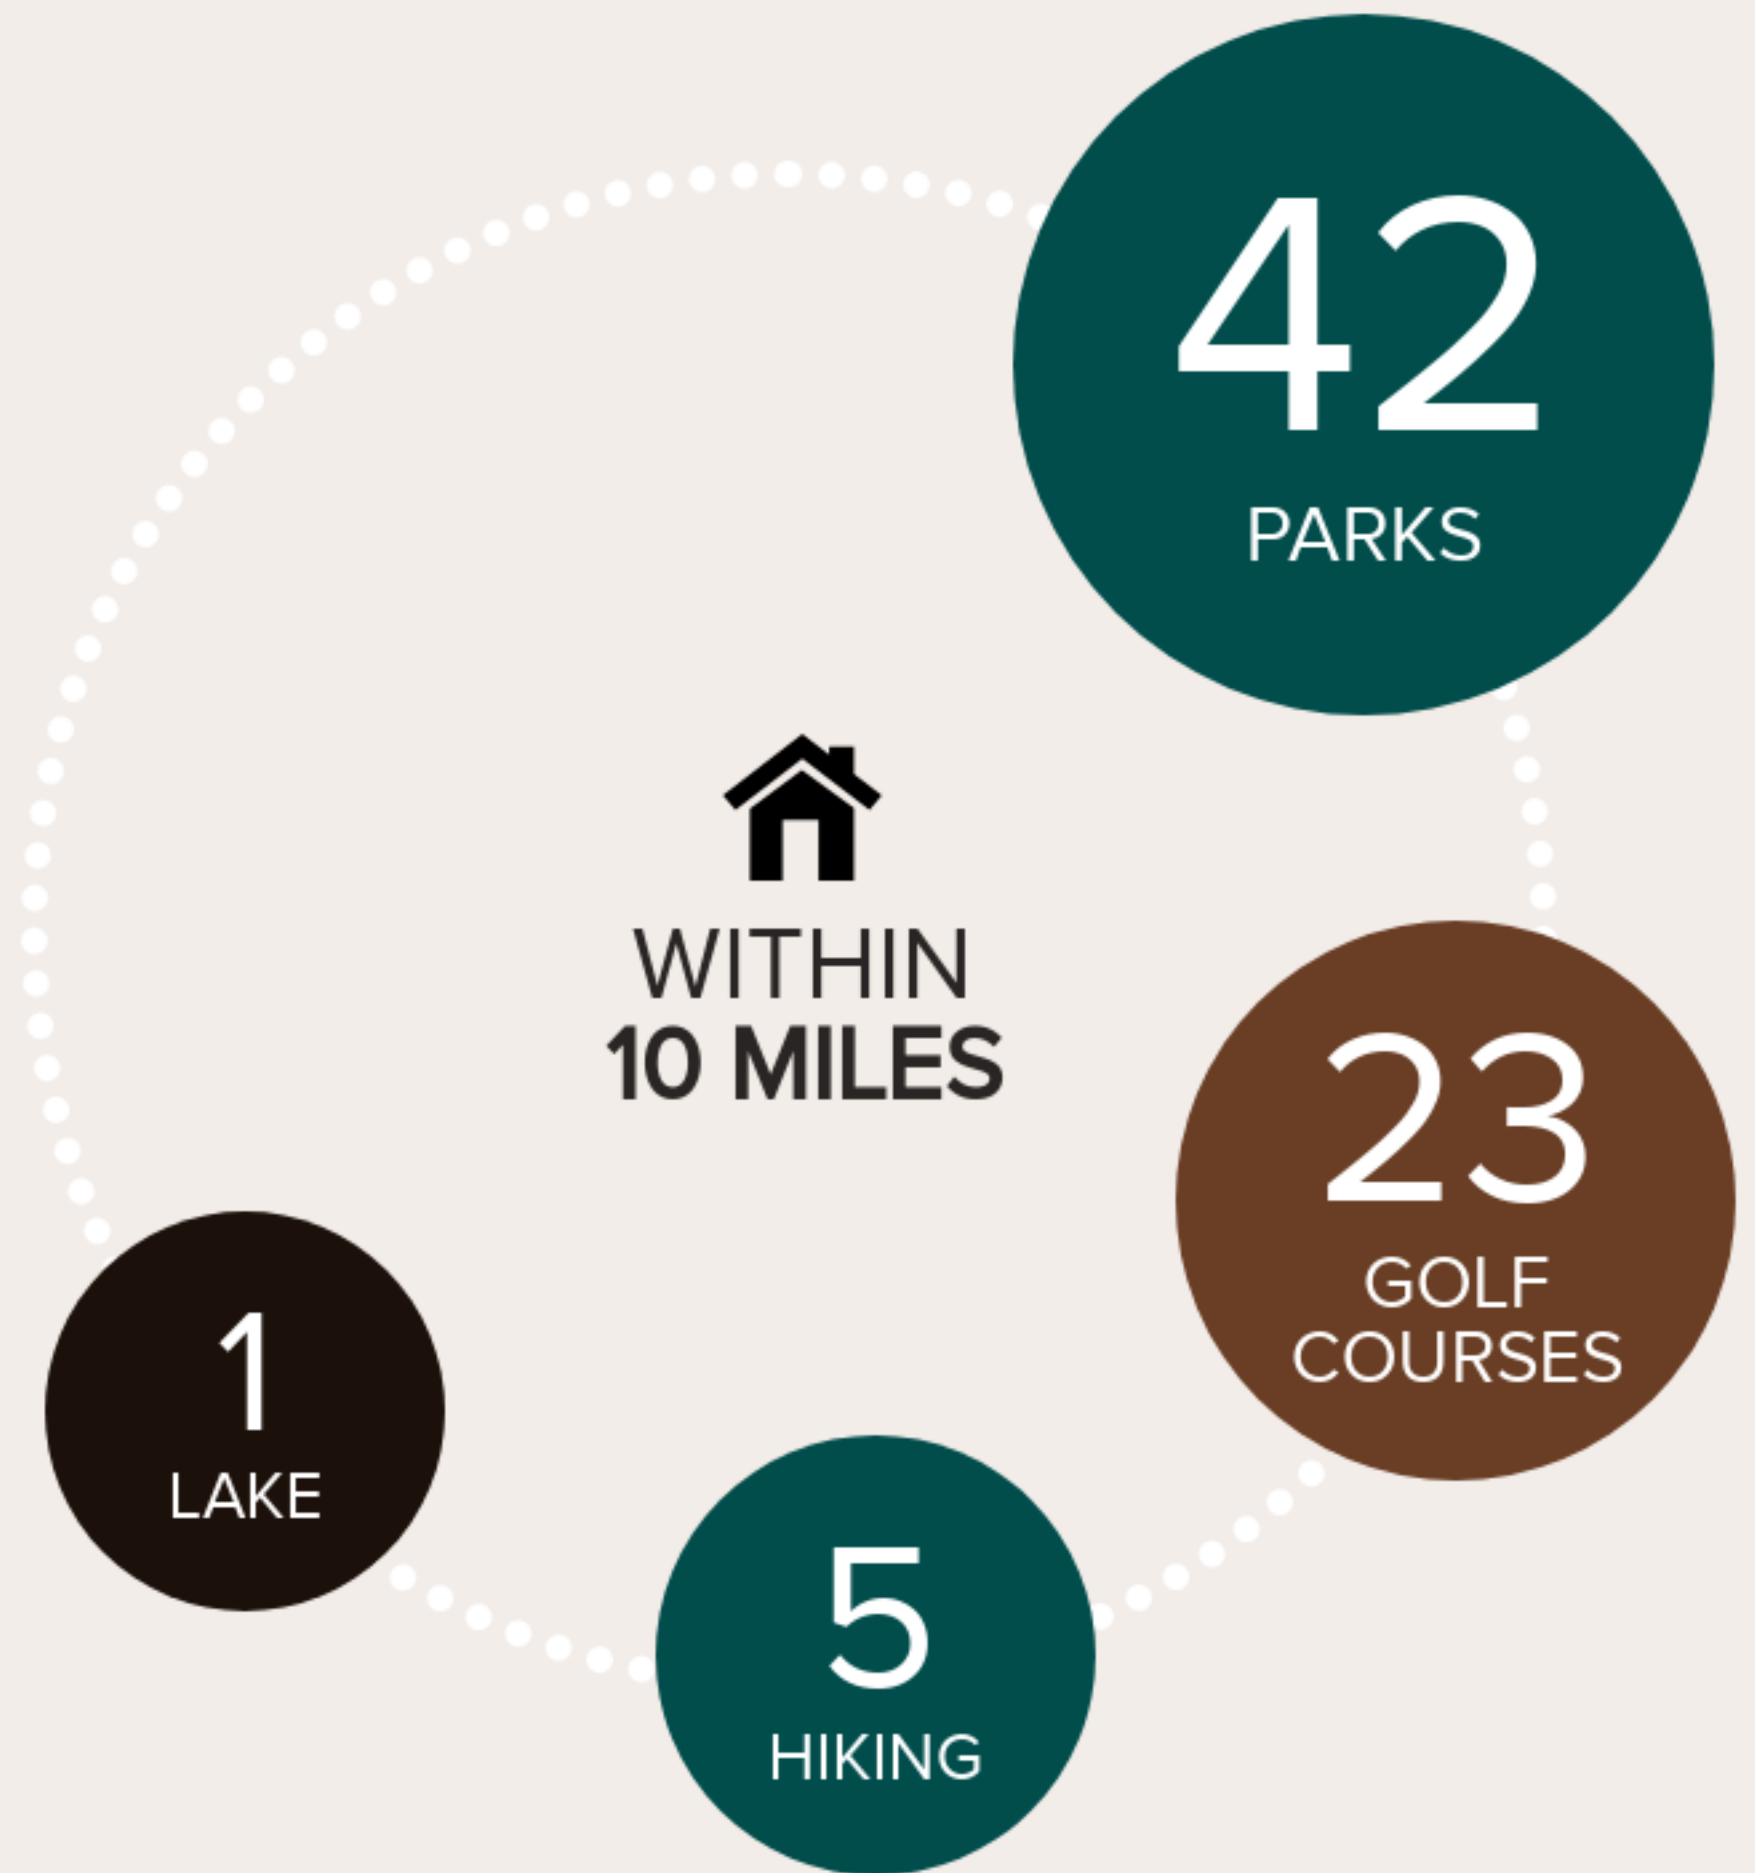 42
PARKS
WITHIN
10 MILES
23
GOLF
COURSES
1
LAKE
5
HIKING